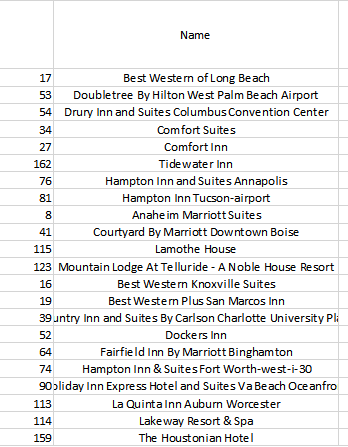 Name
17 Best Western of Long Beach
53 Doubletree By Hilton West Palm Beach Airport
54 Drury Inn and Suites Columbus Convention Center
34 Comfort Suites
27 Comfort Inn
162 Tidewater Inn
76 Hampton Inn and Suites Annapolis
81 Hampton Inn Tucson-airport
8 Anaheim Marriott Suites
41 Courtyard By Marriott Downtown Boise
115 Lamothe House
123 Mountain Lodge At Telluride - A Noble House Resort
16 Best Western Knoxville Suites
19 Best Western Plus San Marcos Inn
39 untry Inn and Suites By Carlson Charlotte University Pla
52 Dockers Inn
64 Fairfield Inn By Marriott Binghamton
74 Hampton Inn & Suites Fort Worth-west-i-30
90 oliday Inn Express Hotel and Suites Va Beach Oceanfro
113 La Quinta Inn Auburn Worcester
114 Lakeway Resort & Spa
159 The Houstonian Hotel